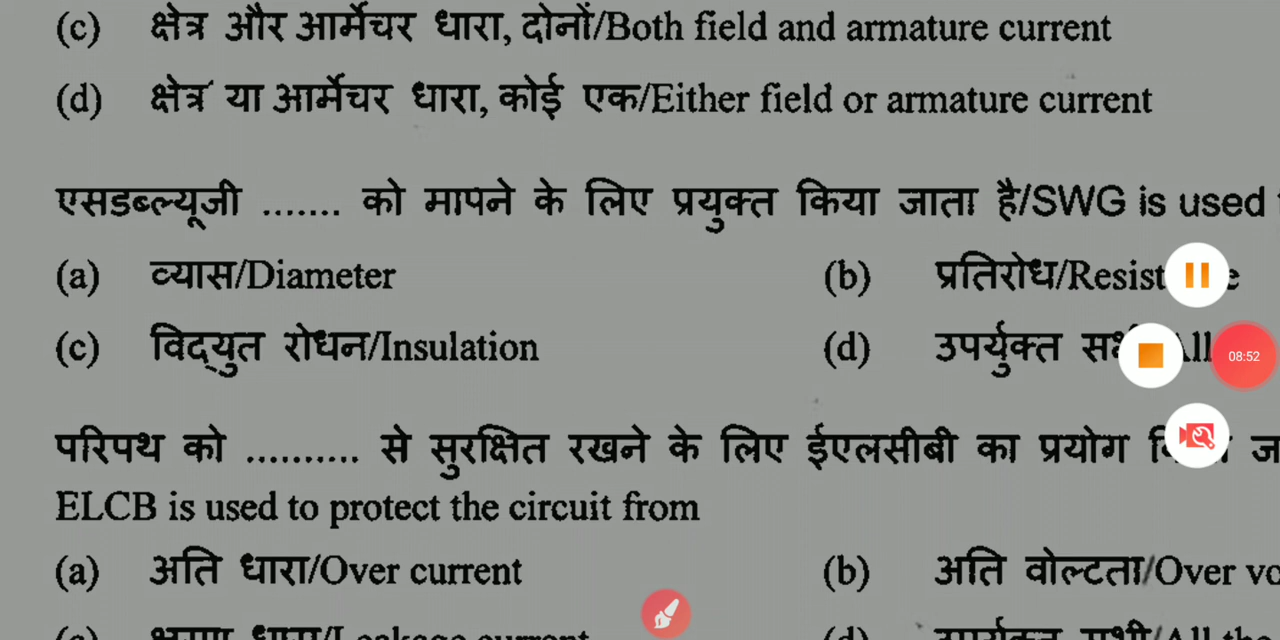 (c) क्षेत्र और आर्मेचर धारा, दोनों/Both field and armature current
(d) क्षेत्र या आर्मेचर धारा, कोई एक/Either field or armature current
एसडब्ल्यूजी ....... को मापने के लिए प्रयुक्त किया जाता है/SWG is used
(a) व्यास/Diameter (b) प्रतिरोध/
(c) विद्युत रोधन/Insulation (d) उपर्युक्त
08:52
परिपथ को .......... से सुरक्षित रखने के लिए ईएलसीबी का प्रयोग
ELCB is used to protect the circuit from
(a) अति धारा/Over current (b) अति वोल्टता/Over